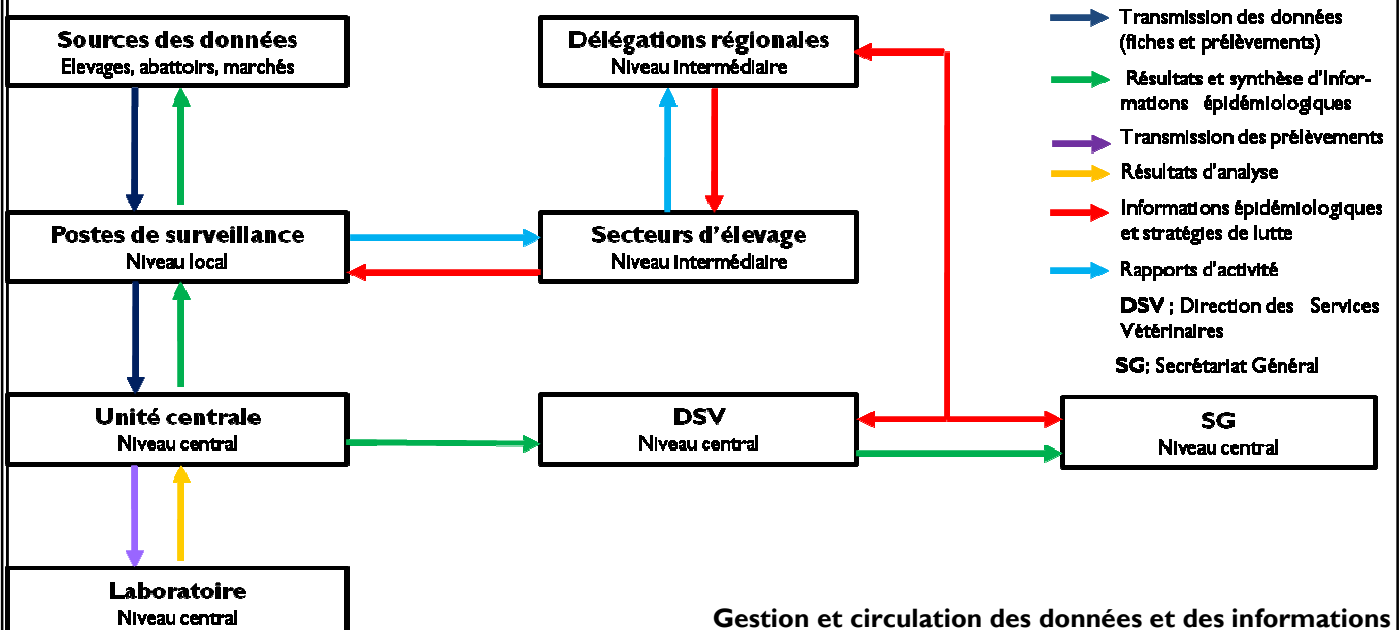 Sources des données
Elevages, abattoirs, marchés
Délégations régionales
Niveau intermédiaire
Transmission des données
(fiches et prélèvements)
Résultats et synthèse d'Infor-
mations épidémiologiques
Transmission des prélèvements
Résultats d'analyse
Informations épidémiologiques
et stratégies de lutte
Rapports d'activité
DSV ; Direction des Services
Vétérinaires
SG; Secrétariat Général
Postes de surveillance
Niveau local
Secteurs d'élevage
Niveau intermédiaire
Unité centrale
Niveau central
DSV
Niveau central
SG
Niveau central
Laboratoire
Niveau central
Gestion et circulation des données et des informations